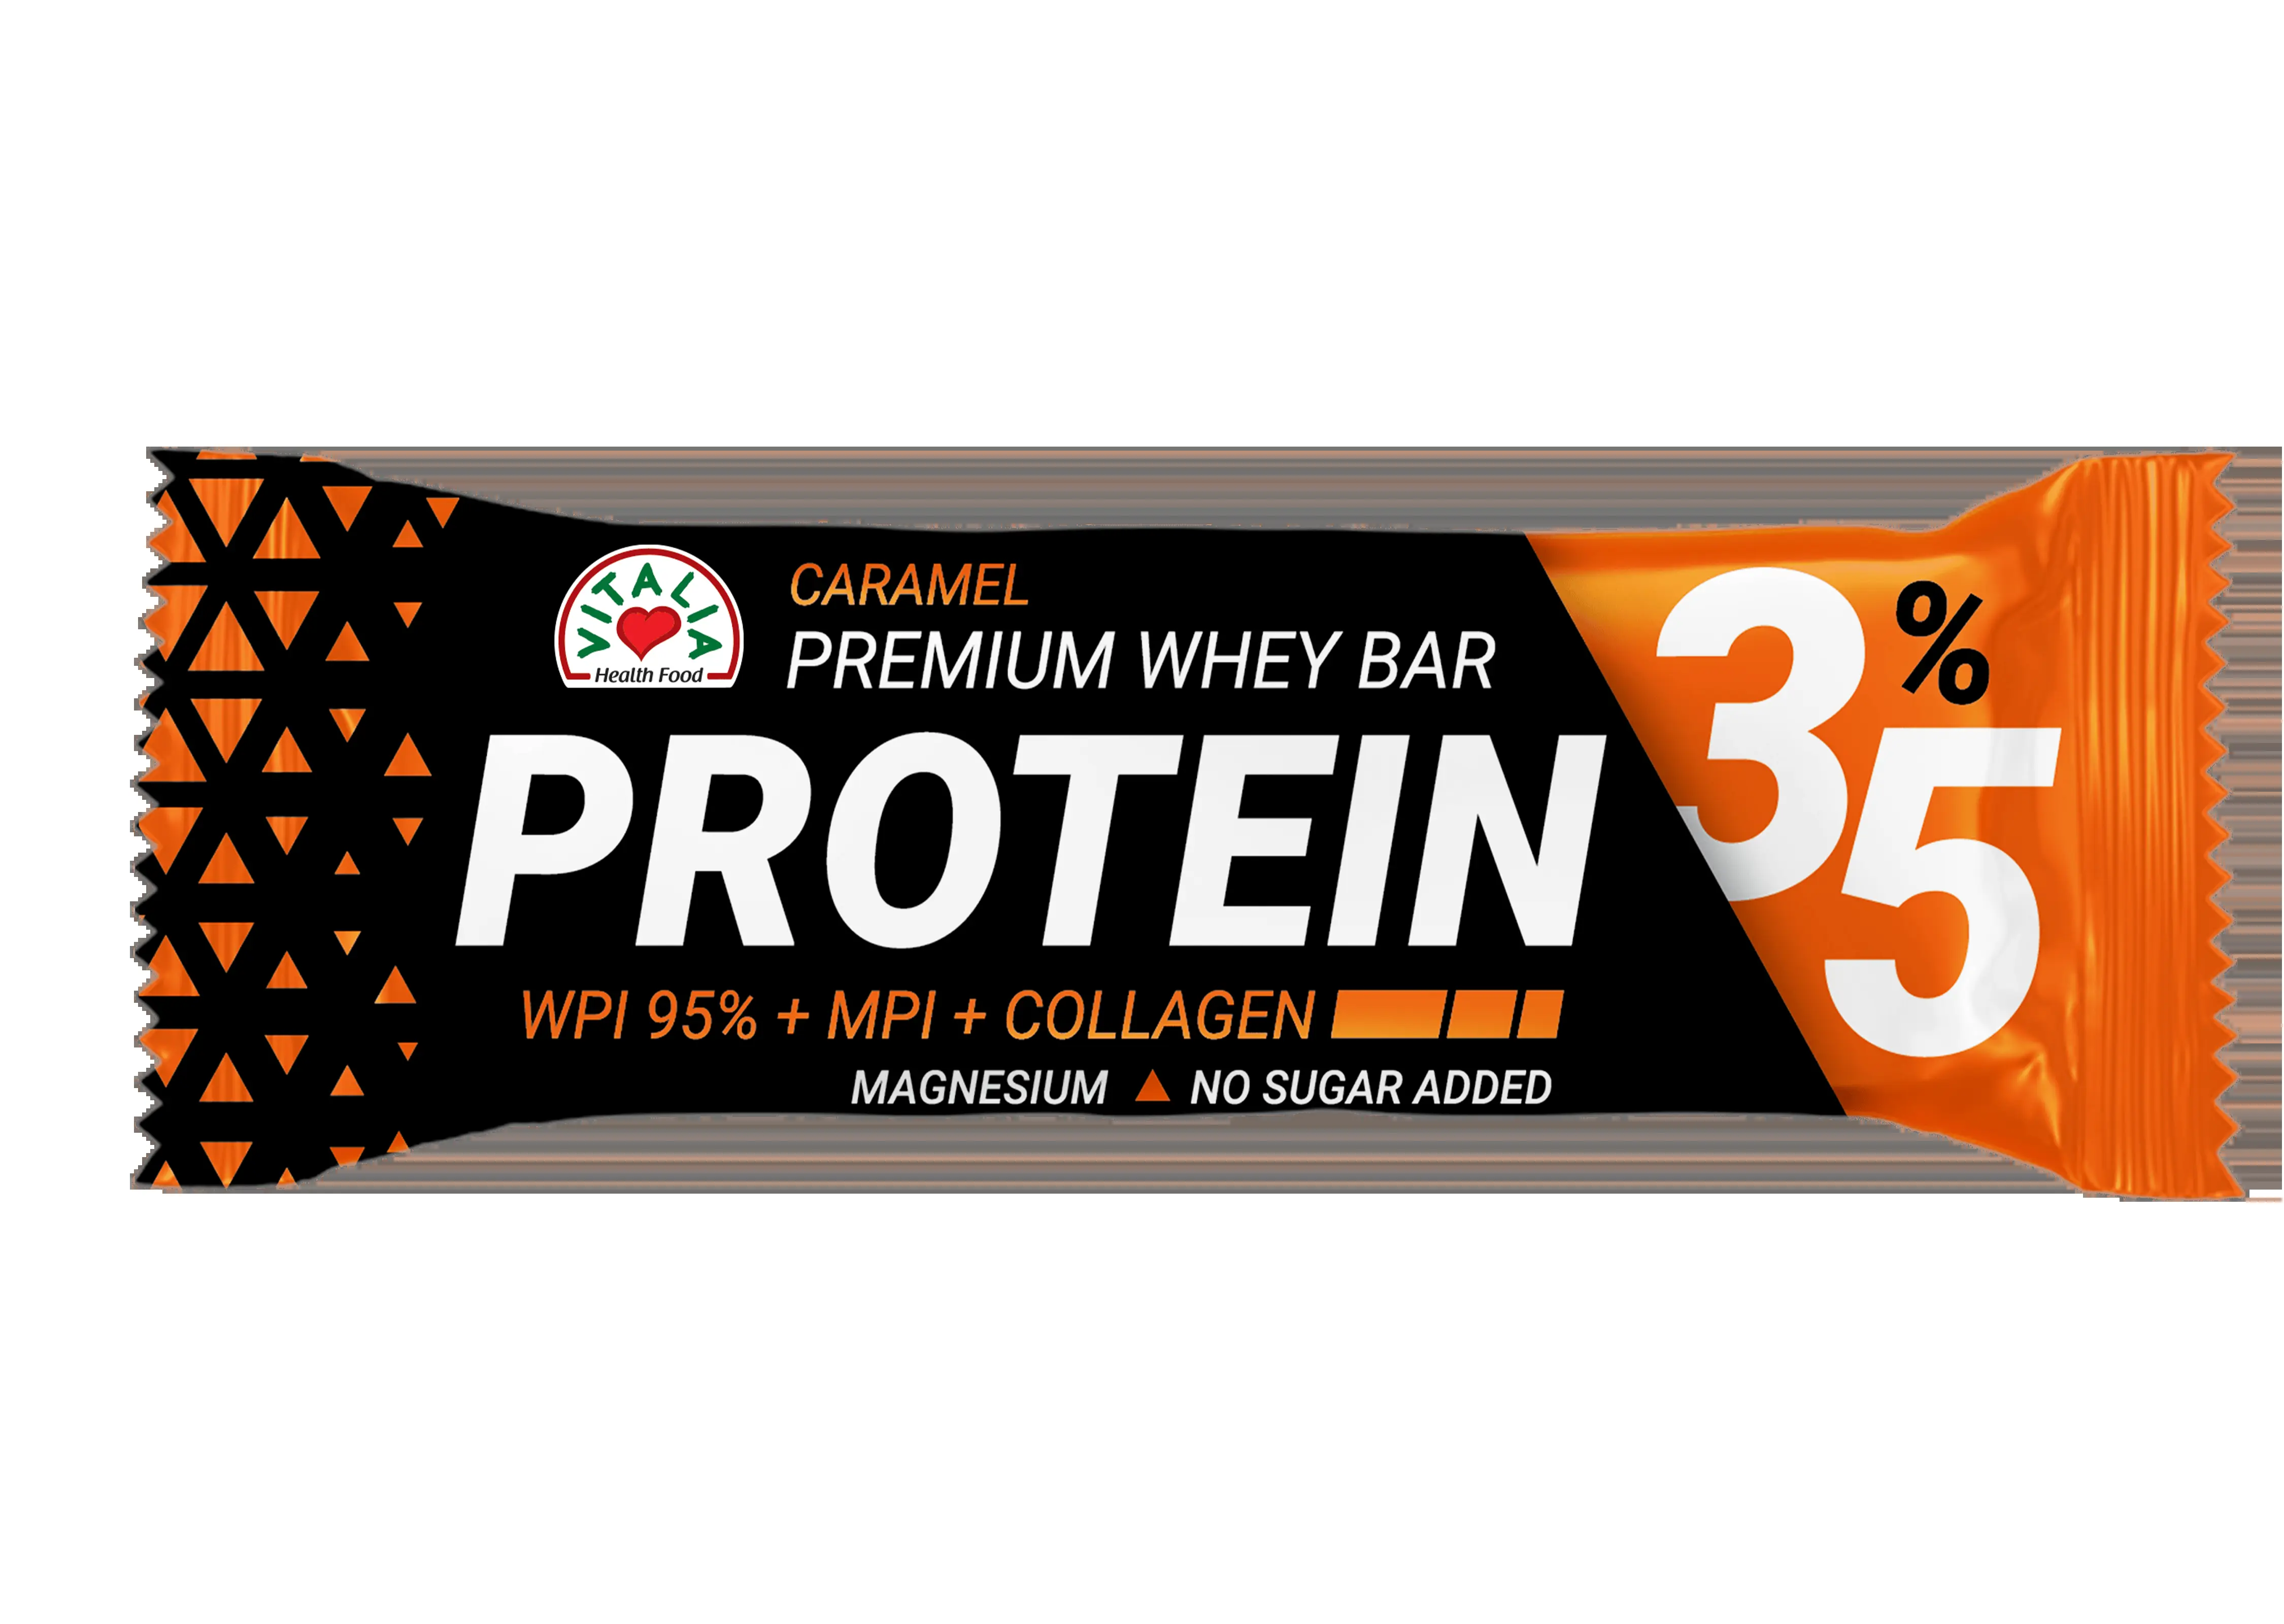 VITALIA
Health Food
CARAMEL
PREMIUM WHEY BAR
PROTEIN
35%
WPI 95% + MPI + COLLAGEN
MAGNESIUM NO SUGAR ADDED